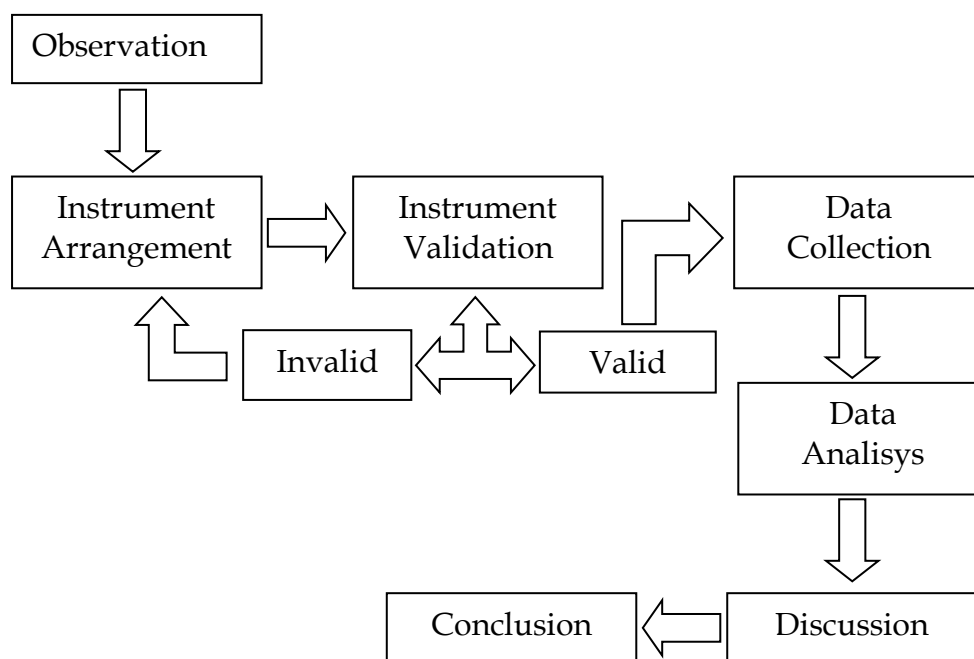 Observation
Instrument
Arrangement
Instrument
Validation
Data
Collection
Invalid
Valid
Data
Analisys
Conclusion
Discussion